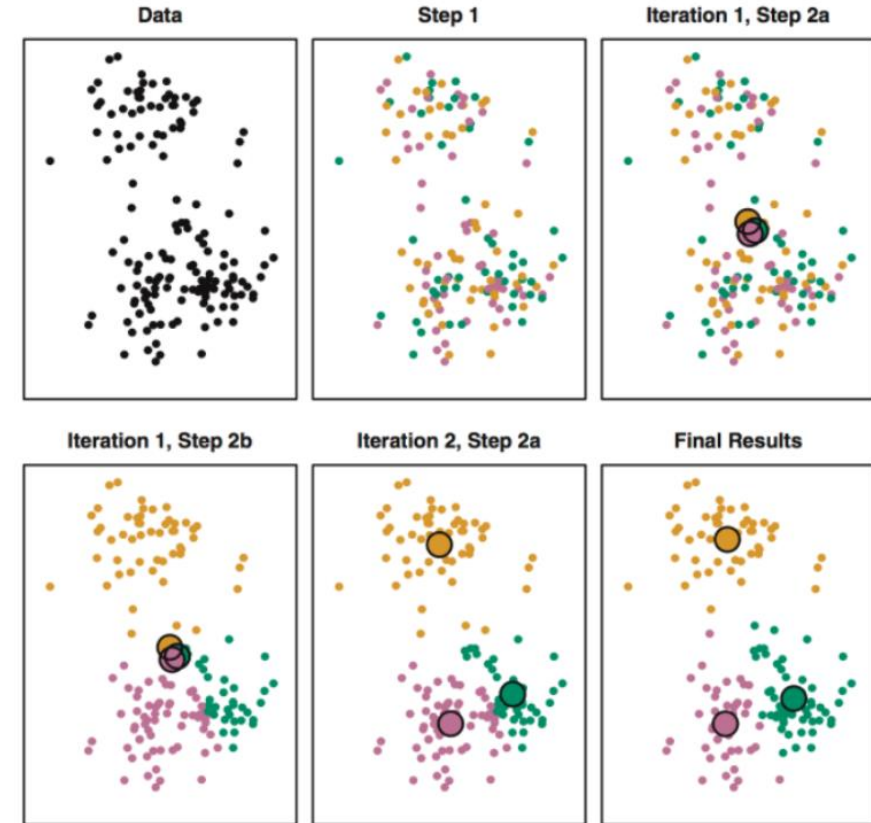 Data
Step 1
Iteration 1, Step 2a
Iteration 1, Step 2b
Iteration 2, Step 2a
Final Results